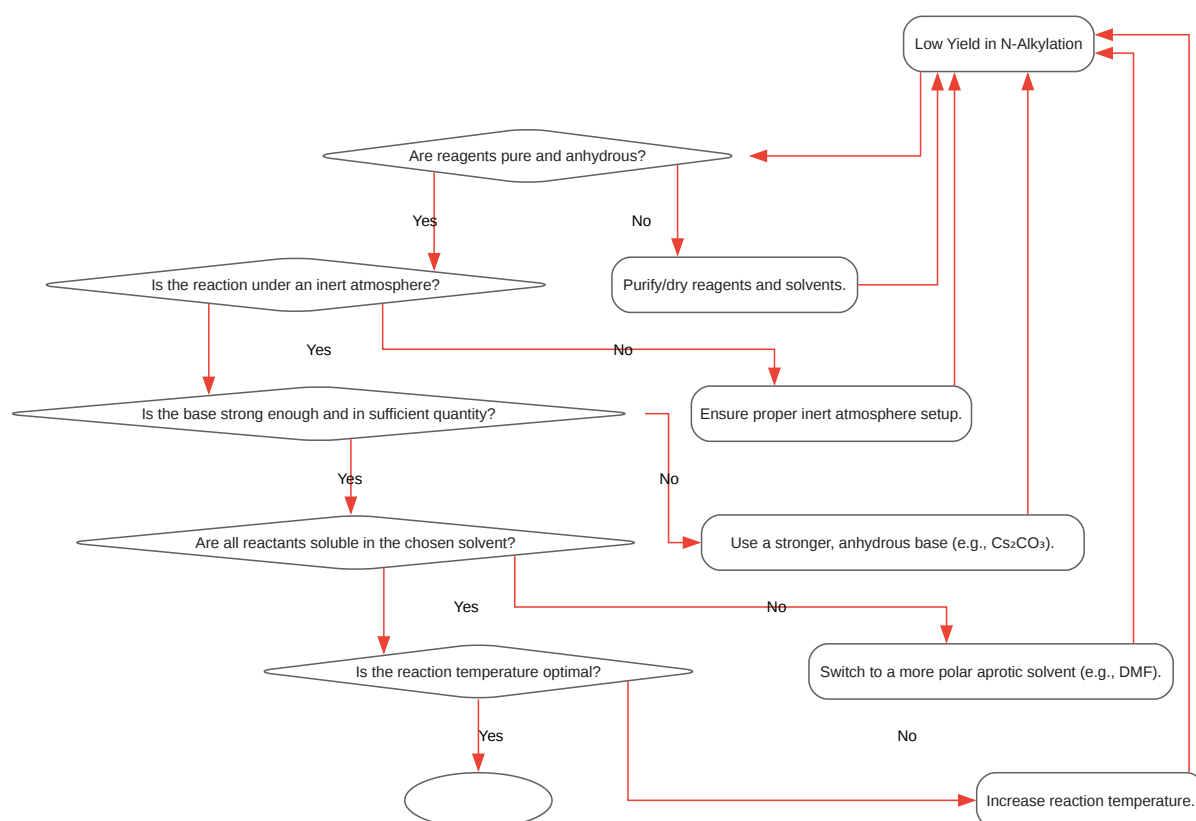 Low Yield in N-Alkylation
Are reagents pure and anhydrous?
Yes
No
Is the reaction under an inert atmosphere?
Purify/dry reagents and solvents.
Yes
No
Is the base strong enough and in sufficient quantity?
Ensure proper inert atmosphere setup.
Yes
No
Are all reactants soluble in the chosen solvent?
Use a stronger, anhydrous base (e.g., Cs₂CO₃).
Yes
No
Is the reaction temperature optimal?
Switch to a more polar aprotic solvent (e.g., DMF).
Yes
No
Increase reaction temperature.